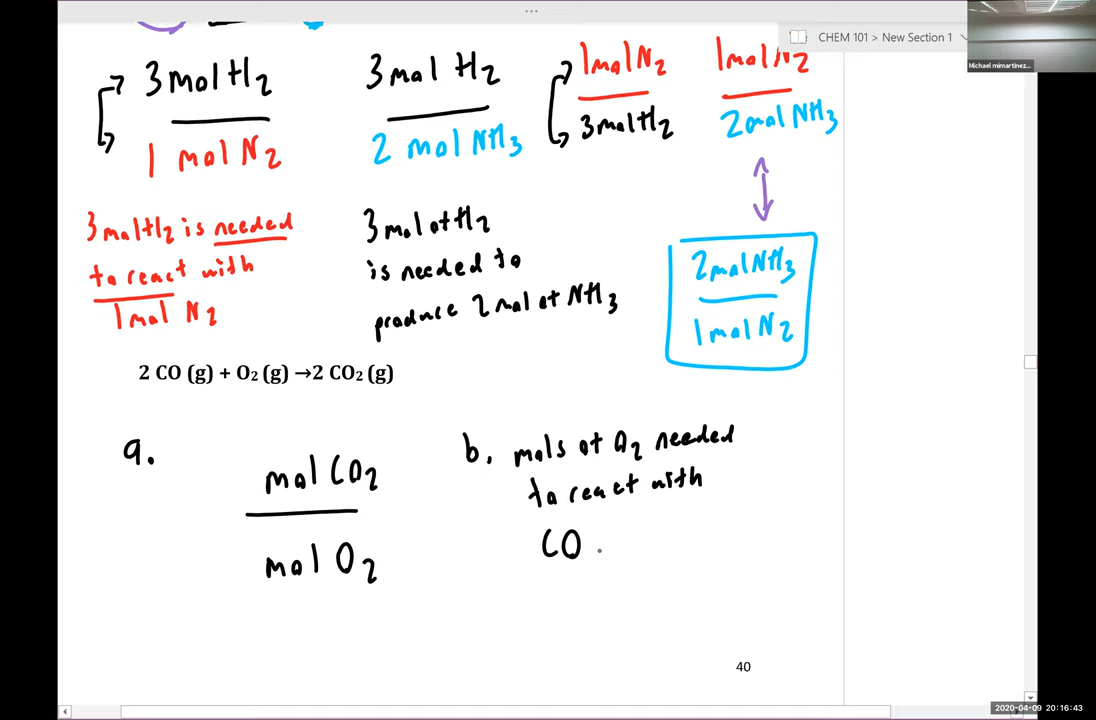 CHEM 101 > New Section 1
Michael mimartinez...
3 mol H2
1 mol N2
3 mol H2
2 mol NH3
1 mol N2
3 mol H2
1 mol N2
2 mol NH3
3 mol H2 is needed
to react with
1 mol N2
3 mol of H2
is needed to
produce 2 mol of NH3
2 mol NH3
1 mol N2
2 CO (g) + O2 (g) →2 CO2 (g)
a.
mol CO2
mol O2
b. mols of O2 needed
to react with
CO
40
2020-04-09 20:16:43